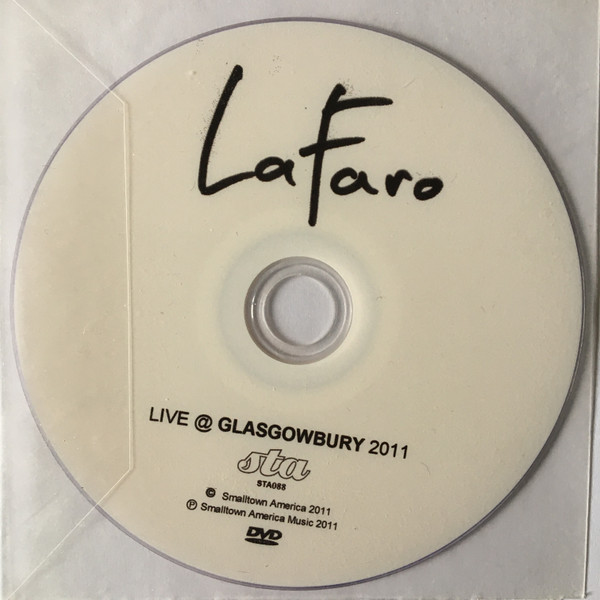 LaFaro
LIVE @ GLASGOWBURY 2011
sta
STA088
© Smalltown America 2011
℗ Smalltown America Music 2011
DVD